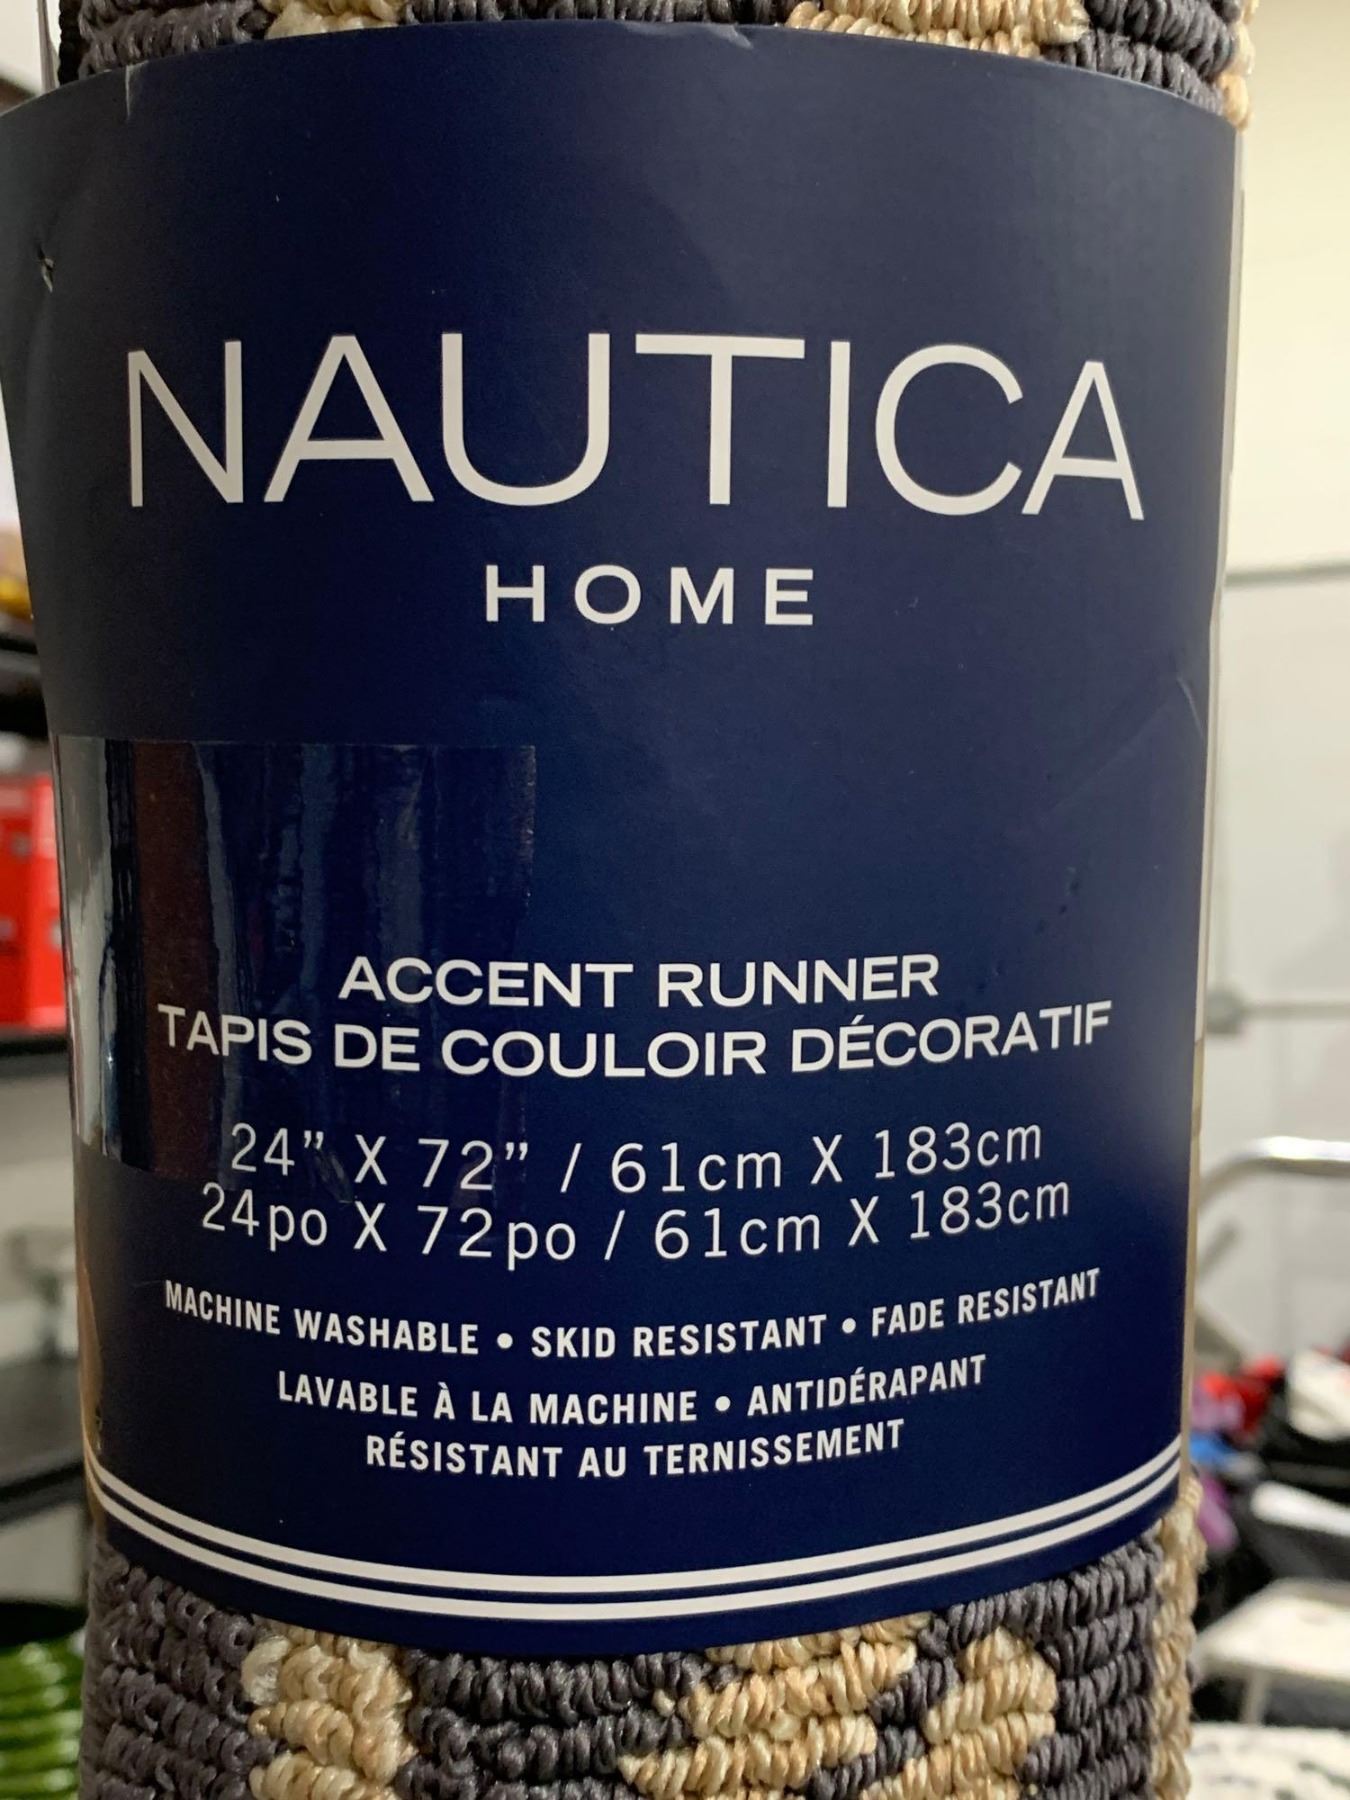 NAUTICA
HOME
ACCENT RUNNER
TAPIS DE COULOIR DÉCORATIF
24” X 72” / 61cm X 183cm
24po X 72po / 61cm X 183cm
MACHINE WASHABLE • SKID RESISTANT • FADE RESISTANT
LAVABLE À LA MACHINE • ANTIDÉRAPANT
RÉSISTANT AU TERNISSEMENT